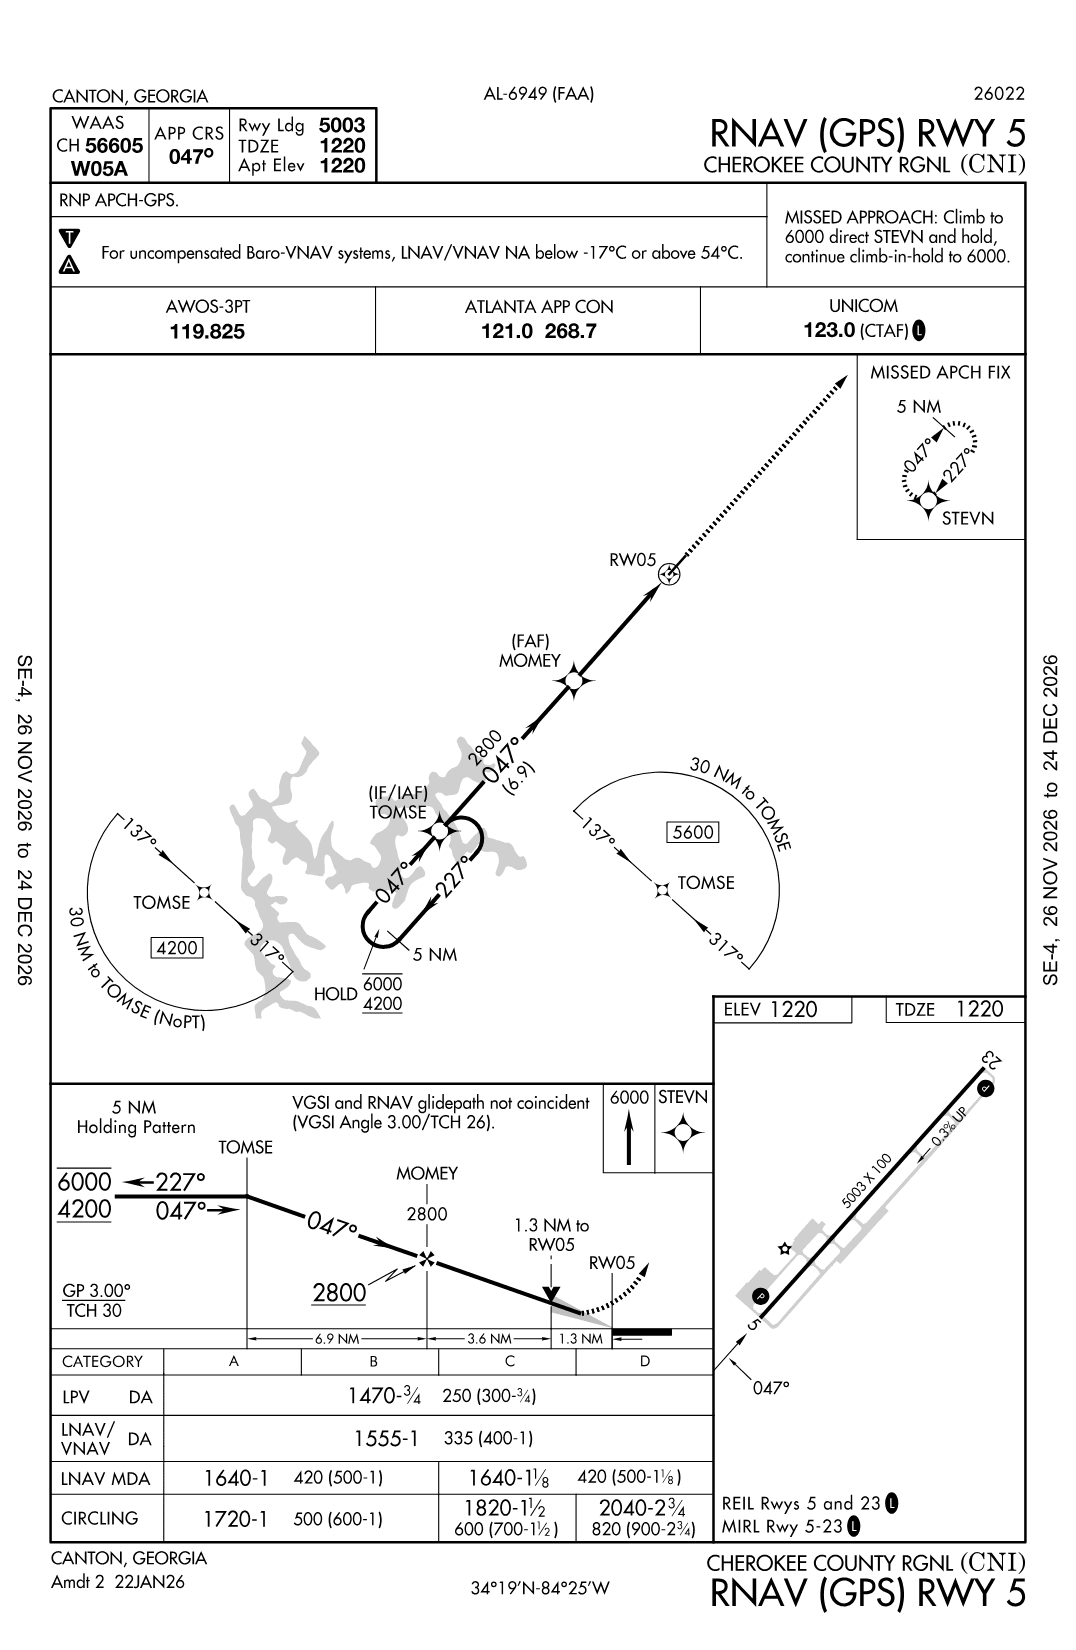 CANTON, GEORGIA
AL-6949 (FAA)
26022
WAAS
CH 56605
W05A
APP CRS
047°
Rwy Ldg 5003
TDZE 1220
Apt Elev 1220
RNAV (GPS) RWY 5
CHEROKEE COUNTY RGNL (CNI)
RNP APCH-GPS.
T
A
For uncompensated Baro-VNAV systems, LNAV/VNAV NA below -17°C or above 54°C.
MISSED APPROACH: Climb to
6000 direct STEVN and hold,
continue climb-in-hold to 6000.
AWOS-3PT
119.825
ATLANTA APP CON
121.0 268.7
UNICOM
123.0 (CTAF) L
MISSED APCH FIX
5 NM
047°
227°
STEVN
RW05
(FAF)
MOMEY
2800
047°
(6.9)
(IF/IAF)
TOMSE
047°
227°
5 NM
HOLD
6000
4200
137°
TOMSE
4200
317°
30 NM to TOMSE (NoPT)
30 NM to TOMSE
137°
5600
TOMSE
317°
SE-4, 26 NOV 2026 to 24 DEC 2026
SE-4, 26 NOV 2026 to 24 DEC 2026
ELEV 1220
TDZE 1220
23
P
0.3% UP
5003 X 100
P
5
047°
REIL Rwys 5 and 23 L
MIRL Rwy 5-23 L
5 NM
Holding Pattern
VGSI and RNAV glidepath not coincident
(VGSI Angle 3.00/TCH 26).
6000
STEVN
TOMSE
6000
4200
227°
047°
047°
MOMEY
2800
2800
1.3 NM to
RW05
RW05
GP 3.00°
TCH 30
6.9 NM
3.6 NM
1.3 NM
CATEGORY A B C D
LPV DA 1470-¾ 250 (300-¾)
LNAV/
VNAV DA 1555-1 335 (400-1)
LNAV MDA 1640-1 420 (500-1) 1640-1⅛ 420 (500-1⅛)
CIRCLING 1720-1 500 (600-1)
1820-1½
600 (700-1½)
2040-2¾
820 (900-2¾)
CANTON, GEORGIA
Amdt 2 22JAN26
34°19'N-84°25'W
CHEROKEE COUNTY RGNL (CNI)
RNAV (GPS) RWY 5